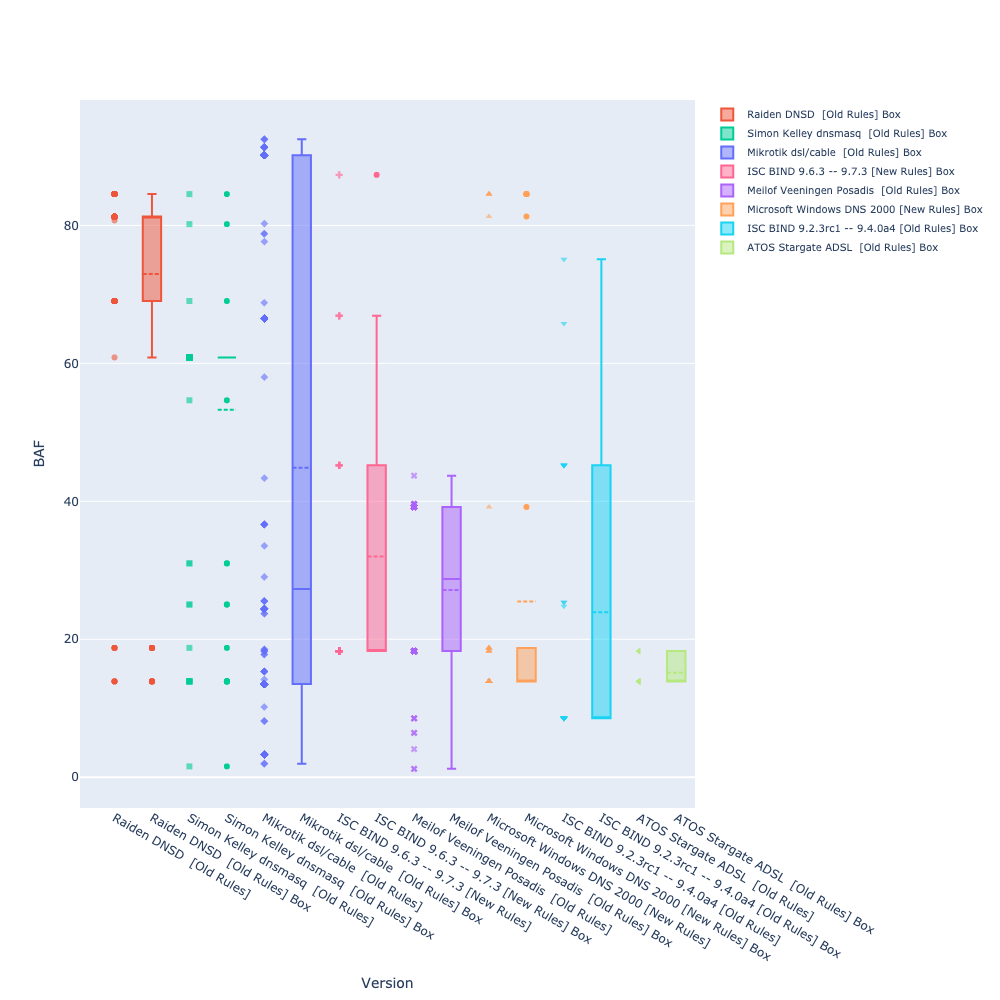 Raiden DNSD  [Old Rules] Box
Simon Kelley dnsmasq  [Old Rules] Box
Mikrotik dsl/cable  [Old Rules] Box
ISC BIND 9.6.3 -- 9.7.3 [New Rules] Box
Meilof Veeningen Posadis  [Old Rules] Box
Microsoft Windows DNS 2000 [New Rules] Box
ISC BIND 9.2.3rc1 -- 9.4.0a4 [Old Rules] Box
ATOS Stargate ADSL  [Old Rules] Box
80
60
40
20
0
BAF
Raiden DNSD  [Old Rules]
Raiden DNSD  [Old Rules] Box
Simon Kelley dnsmasq  [Old Rules]
Simon Kelley dnsmasq  [Old Rules] Box
Mikrotik dsl/cable  [Old Rules]
Mikrotik dsl/cable  [Old Rules] Box
ISC BIND 9.6.3 -- 9.7.3 [New Rules]
ISC BIND 9.6.3 -- 9.7.3 [New Rules] Box
Meilof Veeningen Posadis  [Old Rules]
Meilof Veeningen Posadis  [Old Rules] Box
Microsoft Windows DNS 2000 [New Rules]
Microsoft Windows DNS 2000 [New Rules] Box
ISC BIND 9.2.3rc1 -- 9.4.0a4 [Old Rules]
ISC BIND 9.2.3rc1 -- 9.4.0a4 [Old Rules] Box
ATOS Stargate ADSL  [Old Rules]
ATOS Stargate ADSL  [Old Rules] Box
Version